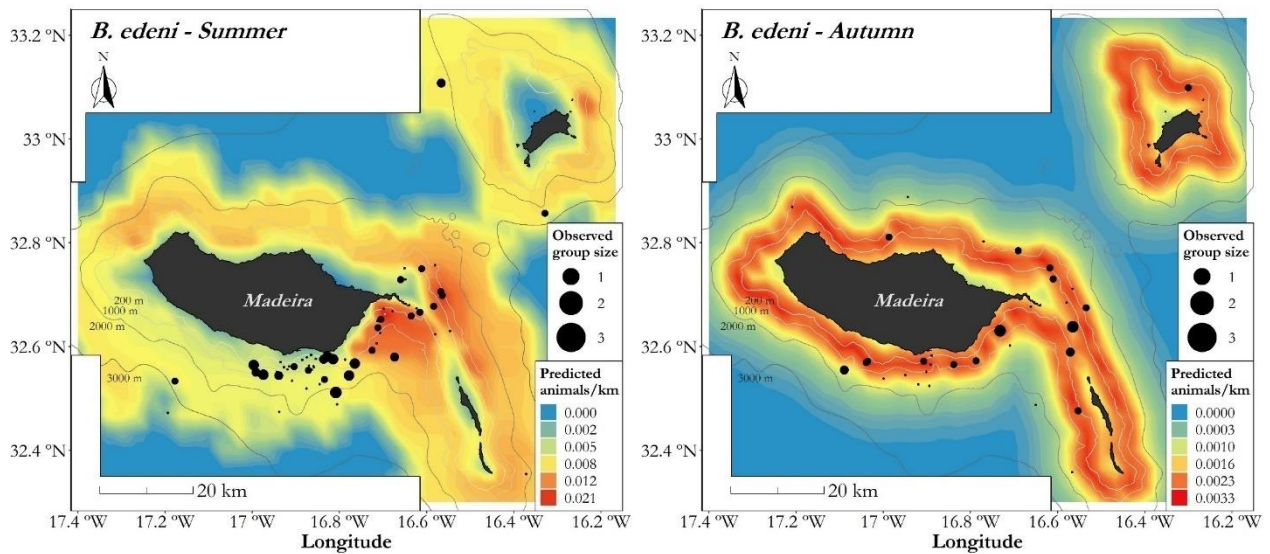 B. edeni - Summer
N
33.2 °N
33 °N
32.8 °N
32.6 °N
32.4 °N
Madeira
200 m
1000 m
2000 m
3000 m
Observed
group size
1
2
3
Predicted
animals/km
0.000
0.002
0.005
0.008
0.012
0.021
20 km
17.4 °W
17.2 °W
17 °W
16.8 °W
16.6 °W
16.4 °W
16.2 °W
Longitude
B. edeni - Autumn
N
33.2 °N
33 °N
32.8 °N
32.6 °N
32.4 °N
Madeira
200 m
1000 m
2000 m
3000 m
Observed
group size
1
2
3
Predicted
animals/km
0.0000
0.0003
0.0010
0.0016
0.0023
0.0033
20 km
17.4 °W
17.2 °W
17 °W
16.8 °W
16.6 °W
16.4 °W
16.2 °W
Longitude